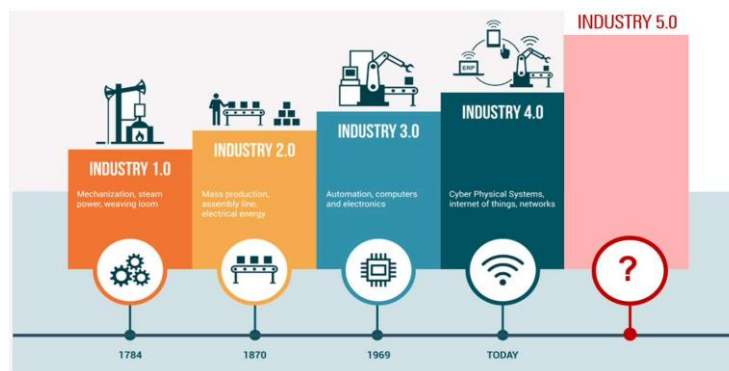 INDUSTRY 5.0
ERP
INDUSTRY 4.0
INDUSTRY 3.0
INDUSTRY 2.0
INDUSTRY 1.0
Mechanization, steam
power, weaving loom
Mass production,
assembly line,
electrical energy
Automation, computers
and electronics
Cyber Physical Systems,
internet of things, networks
?
1784
1870
1969
TODAY